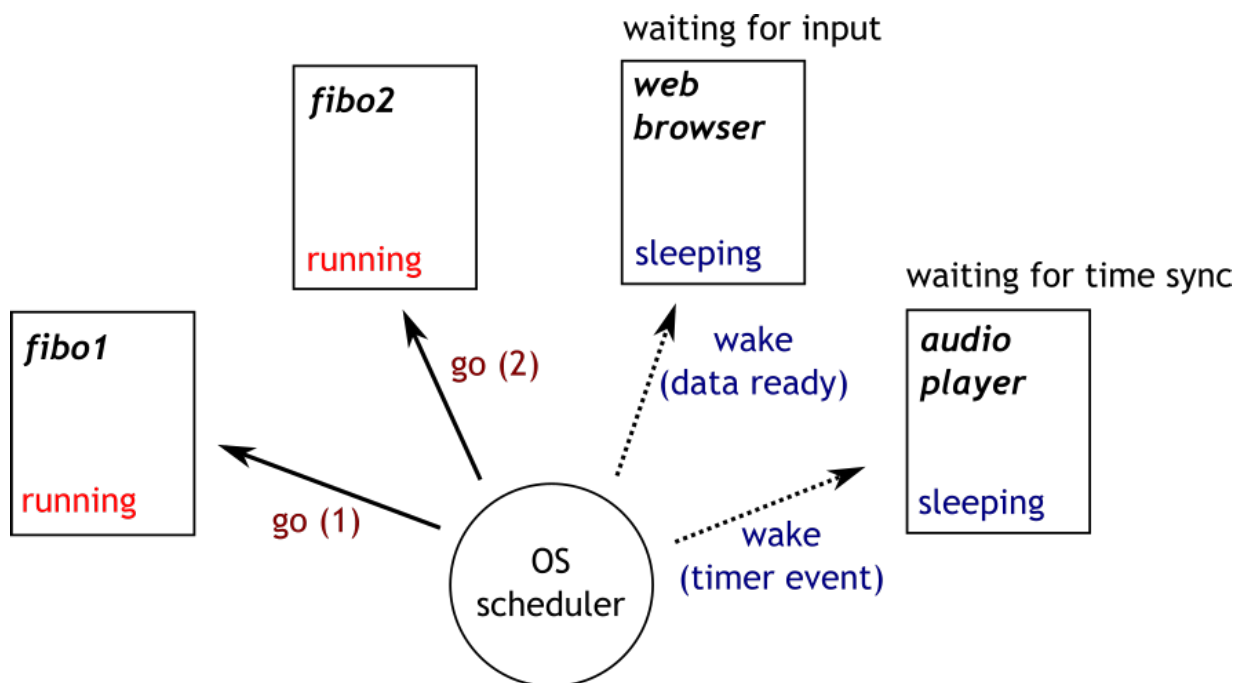 waiting for input
fibo2
web
browser
running
sleeping
waiting for time sync
fibo1
audio
player
running
sleeping
go (2)
wake
(data ready)
go (1)
wake
(timer event)
OS
scheduler